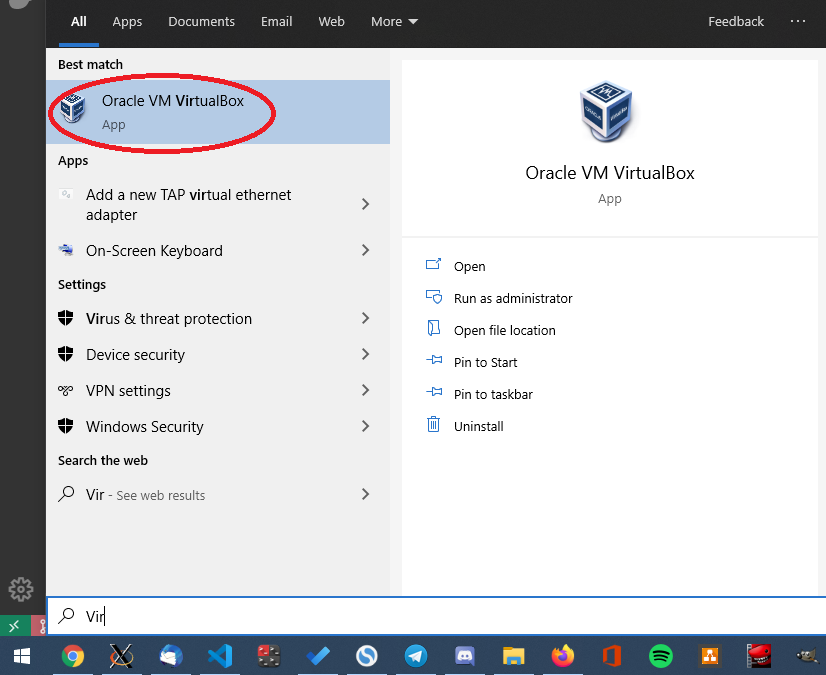 All Apps Documents Email Web More Feedback ···
Best match
Oracle VM VirtualBox
App
Apps
Add a new TAP virtual ethernet
adapter
On-Screen Keyboard
Settings
Virus & threat protection
Device security
VPN settings
Windows Security
Search the web
Vir - See web results
Oracle VM VirtualBox
App
Open
Run as administrator
Open file location
Pin to Start
Pin to taskbar
Uninstall
Vir